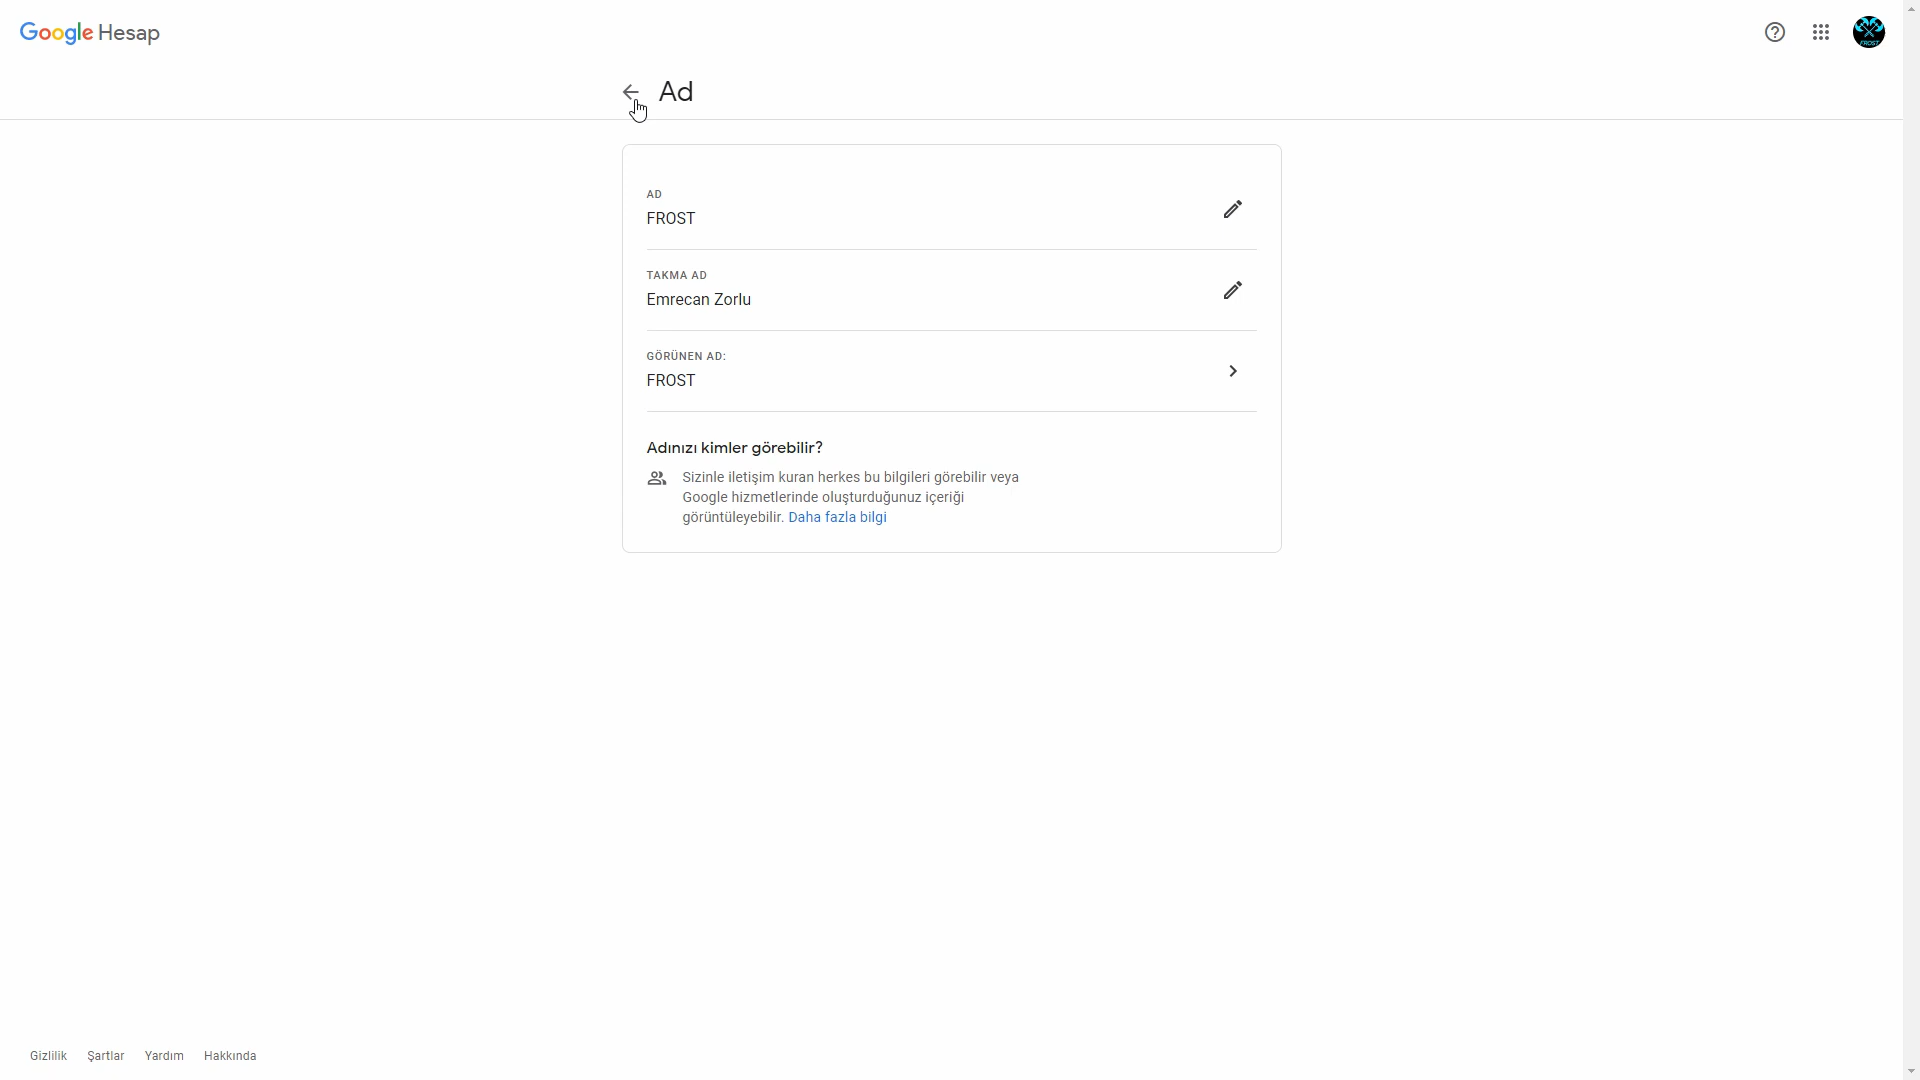 Google Hesap
FROST
Ad
AD
FROST
TAKMA AD
Emrecan Zorlu
GÖRÜNEN AD:
FROST
Adınızı kimler görebilir?
Sizinle iletişim kuran herkes bu bilgileri görebilir veya
Google hizmetlerinde oluşturduğunuz içeriği
görüntüleyebilir. Daha fazla bilgi
Gizlilik Şartlar Yardım Hakkında